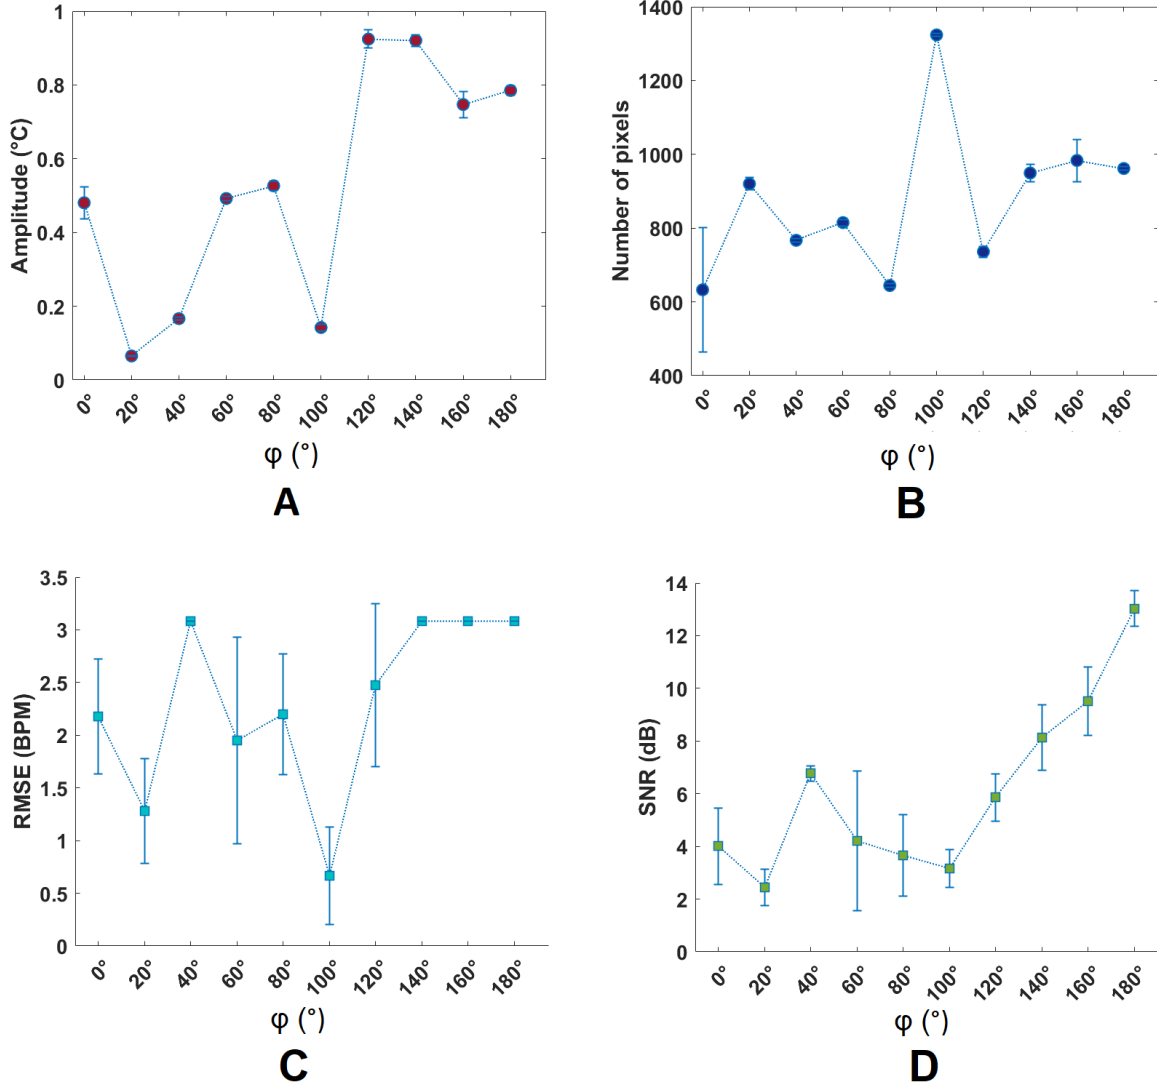 Amplitude (°C)
1
0.8
0.6
0.4
0.2
0
0° 20° 40° 60° 80° 100° 120° 140° 160° 180°
φ (°)
A
Number of pixels
1400
1200
1000
800
600
400
0° 20° 40° 60° 80° 100° 120° 140° 160° 180°
φ (°)
B
RMSE (BPM)
3.5
3
2.5
2
1.5
1
0.5
0
0° 20° 40° 60° 80° 100° 120° 140° 160° 180°
φ (°)
C
SNR (dB)
14
12
10
8
6
4
2
0
0° 20° 40° 60° 80° 100° 120° 140° 160° 180°
φ (°)
D